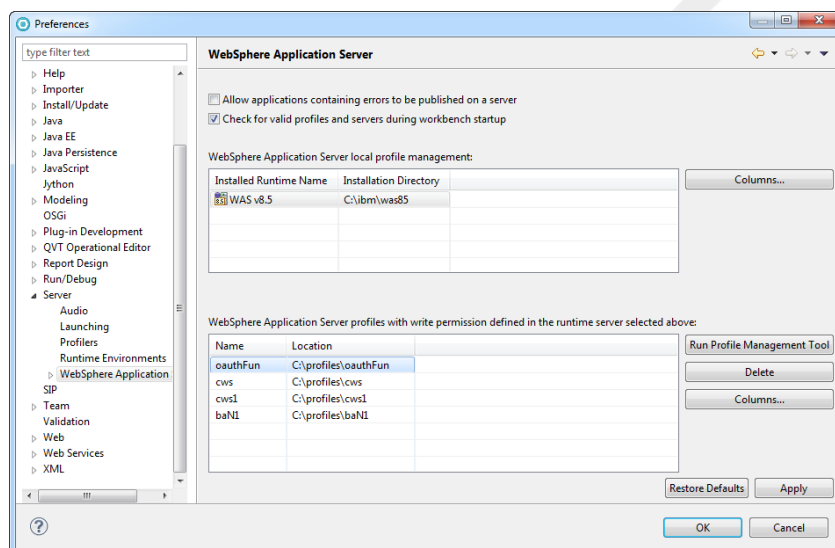 Preferences
type filter text
Help
Importer
Install/Update
Java
Java EE
Java Persistence
JavaScript
Jython
Modeling
OSGi
Plug-in Development
QVT Operational Editor
Report Design
Run/Debug
Server
Audio
Launching
Profilers
Runtime Environments
WebSphere Application
SIP
Team
Validation
Web
Web Services
XML
WebSphere Application Server
Allow applications containing errors to be published on a server
Check for valid profiles and servers during workbench startup
WebSphere Application Server local profile management:
Installed Runtime Name Installation Directory
WAS v8.5 C:\ibm\was85
Columns...
WebSphere Application Server profiles with write permission defined in the runtime server selected above:
Name Location
oauthFun C:\profiles\oauthFun
cws C:\profiles\cws
cws1 C:\profiles\cws1
baN1 C:\profiles\baN1
Run Profile Management Tool
Delete
Columns...
Restore Defaults Apply
OK Cancel